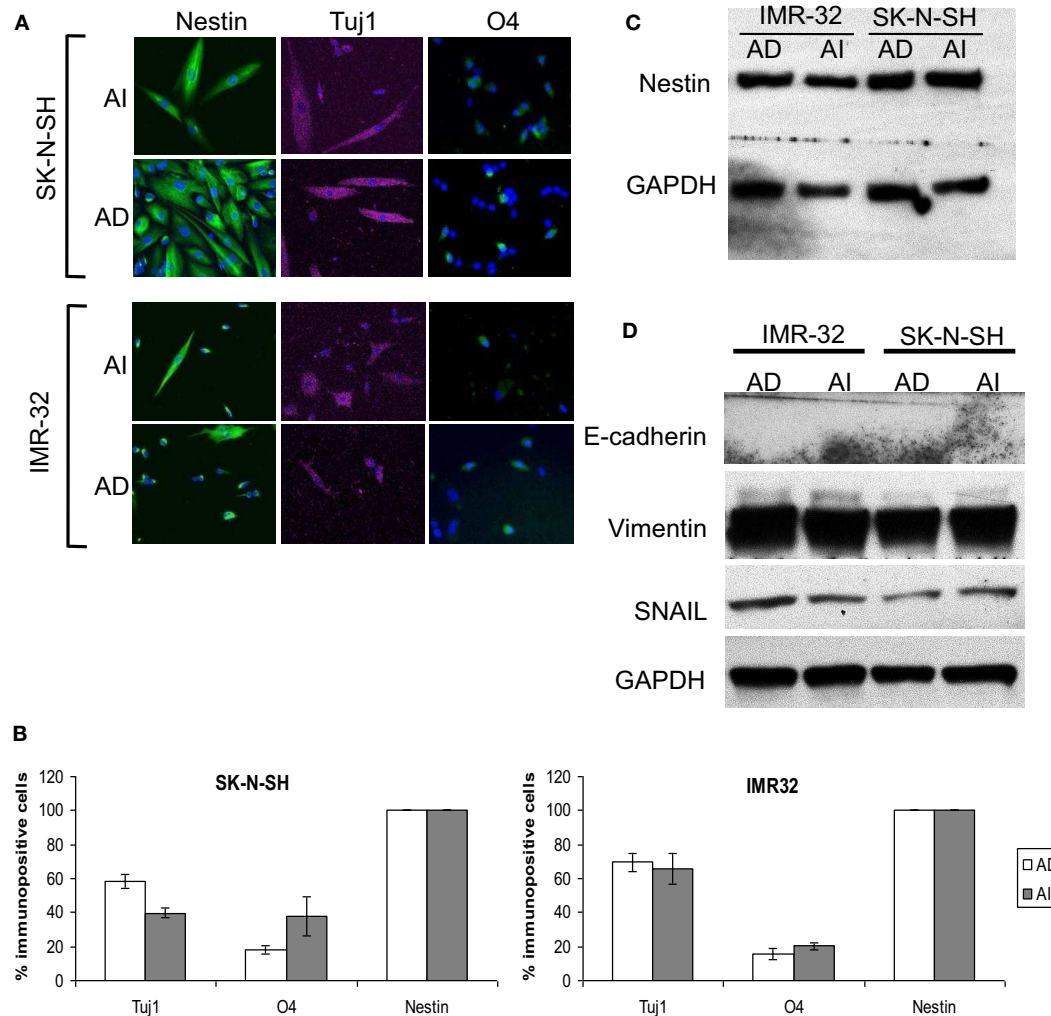 A
Nestin Tuj1 O4
SK-N-SH
AI
AD
IMR-32
AI
AD
C
IMR-32 SK-N-SH
AD AI AD AI
Nestin
GAPDH
D
IMR-32 SK-N-SH
AD AI AD AI
E-cadherin
Vimentin
SNAIL
GAPDH
B
SK-N-SH
% immunopositive cells
120
100
80
60
40
20
0
Tuj1 O4 Nestin
IMR32
% immunopositive cells
120
100
80
60
40
20
0
Tuj1 O4 Nestin
AD
AI